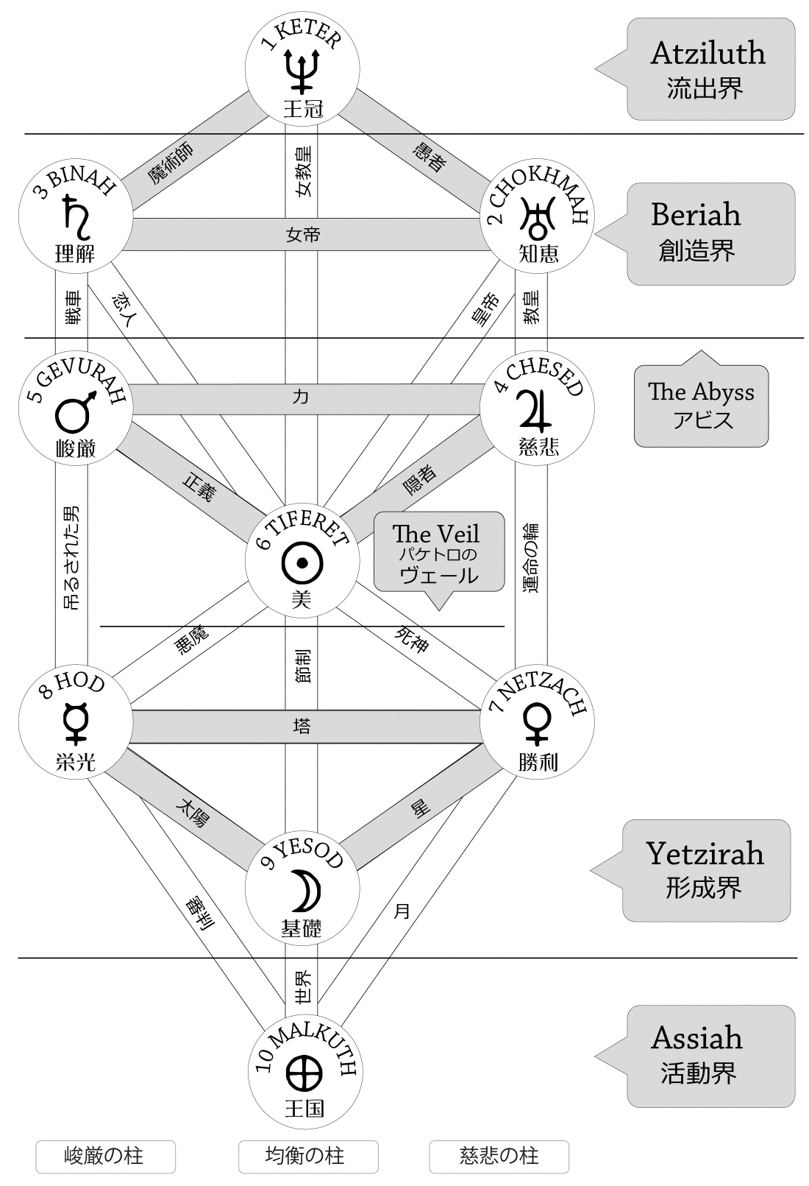 1 KETER
王冠
Atziluth
流出界
魔術師
女教皇
愚者
3 BINAH
理解
2 CHOKHMAH
知恵
Beriah
創造界
女帝
戦車
恋人
皇帝
教皇
5 GEVURAH
峻厳
力
4 CHESED
慈悲
The Abyss
アビス
正義
隠者
吊るされた男
6 TIFERET
美
The Veil
パケトロの
ヴェール
運命の輪
悪魔
節制
死神
8 HOD
栄光
塔
7 NETZACH
勝利
太陽
星
9 YESOD
基礎
Yetzirah
形成界
審判
月
世界
10 MALKUTH
王国
Assiah
活動界
峻厳の柱
均衡の柱
慈悲の柱